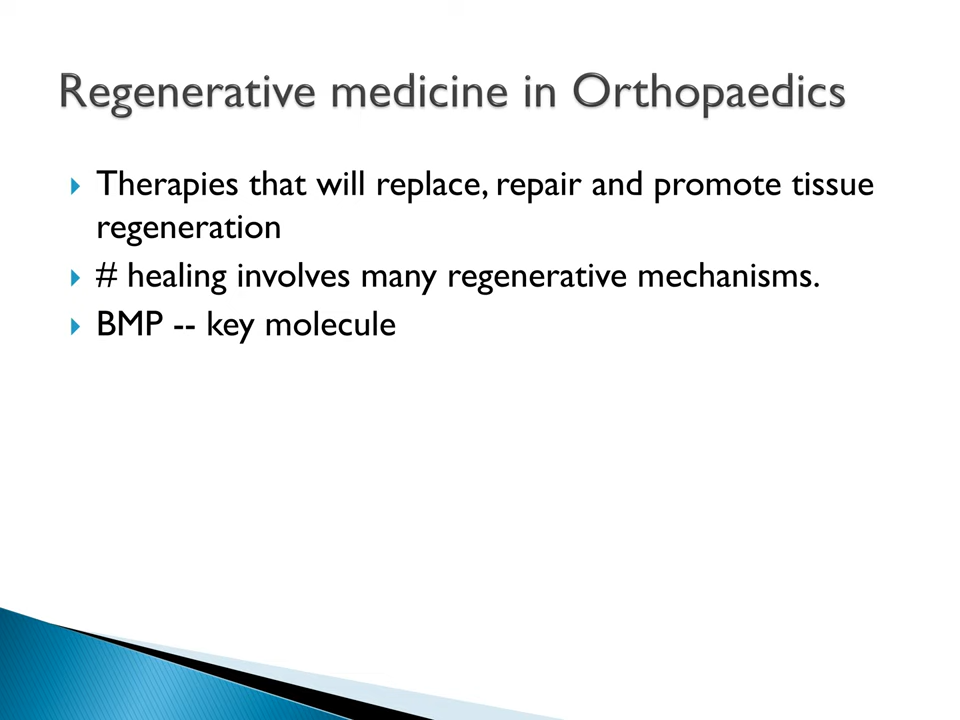 Regenerative medicine in Orthopaedics
Therapies that will replace, repair and promote tissue
regeneration
# healing involves many regenerative mechanisms.
BMP -- key molecule